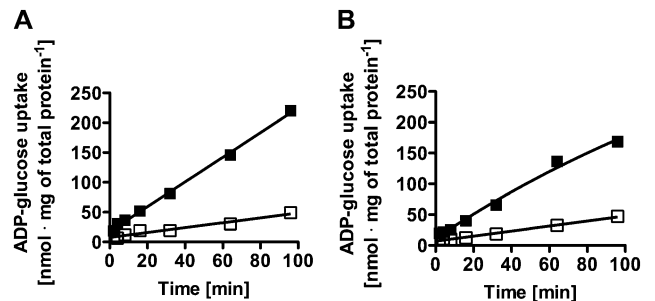 A
ADP-glucose uptake
[nmol · mg of total protein⁻¹]
250
200
150
100
50
0
0 20 40 60 80 100
Time [min]
B
ADP-glucose uptake
[nmol · mg of total protein⁻¹]
250
200
150
100
50
0
0 20 40 60 80 100
Time [min]